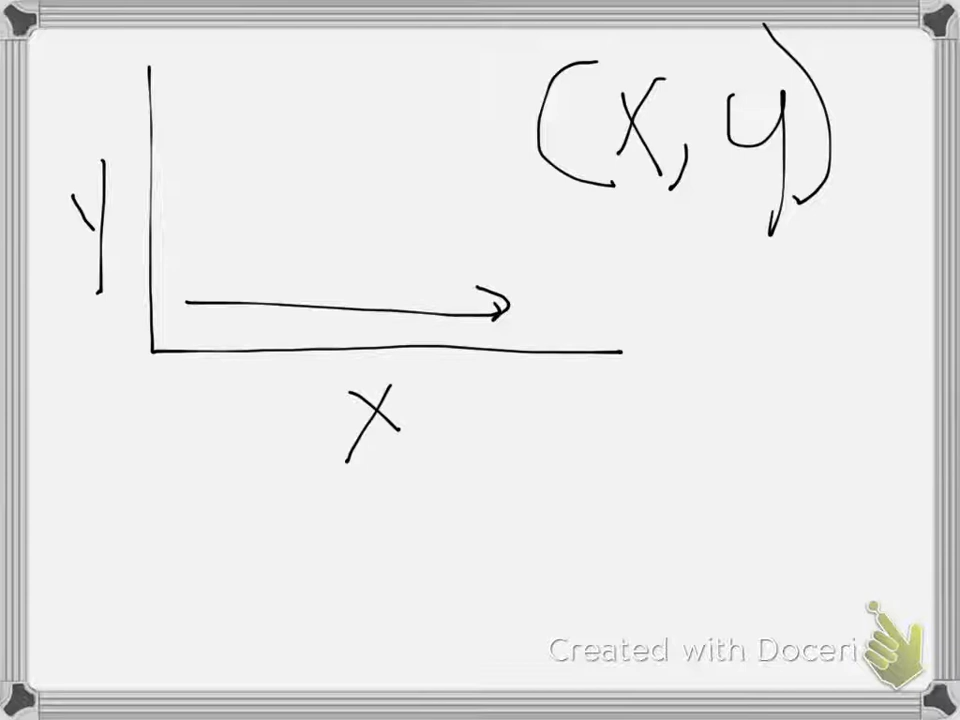 (x, y)
y
x
Created with Doceri